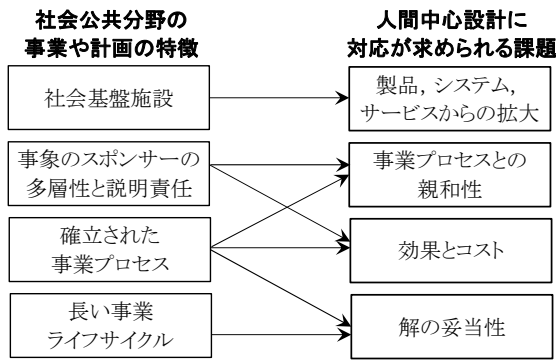 社会公共分野の
事業や計画の特徴
人間中心設計に
対応が求められる課題
社会基盤施設
事象のスポンサーの
多層性と説明責任
確立された
事業プロセス
長い事業
ライフサイクル
製品，システム，
サービスからの拡大
事業プロセスとの
親和性
効果とコスト
解の妥当性